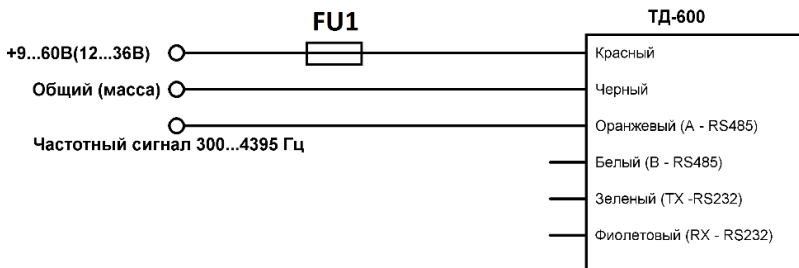 FU1
ТД-600
+9...60В(12...36В)
Красный
Общий (масса)
Черный
Оранжевый (А - RS485)
Частотный сигнал 300...4395 Гц
Белый (В - RS485)
Зеленый (TX -RS232)
Фиолетовый (RX - RS232)